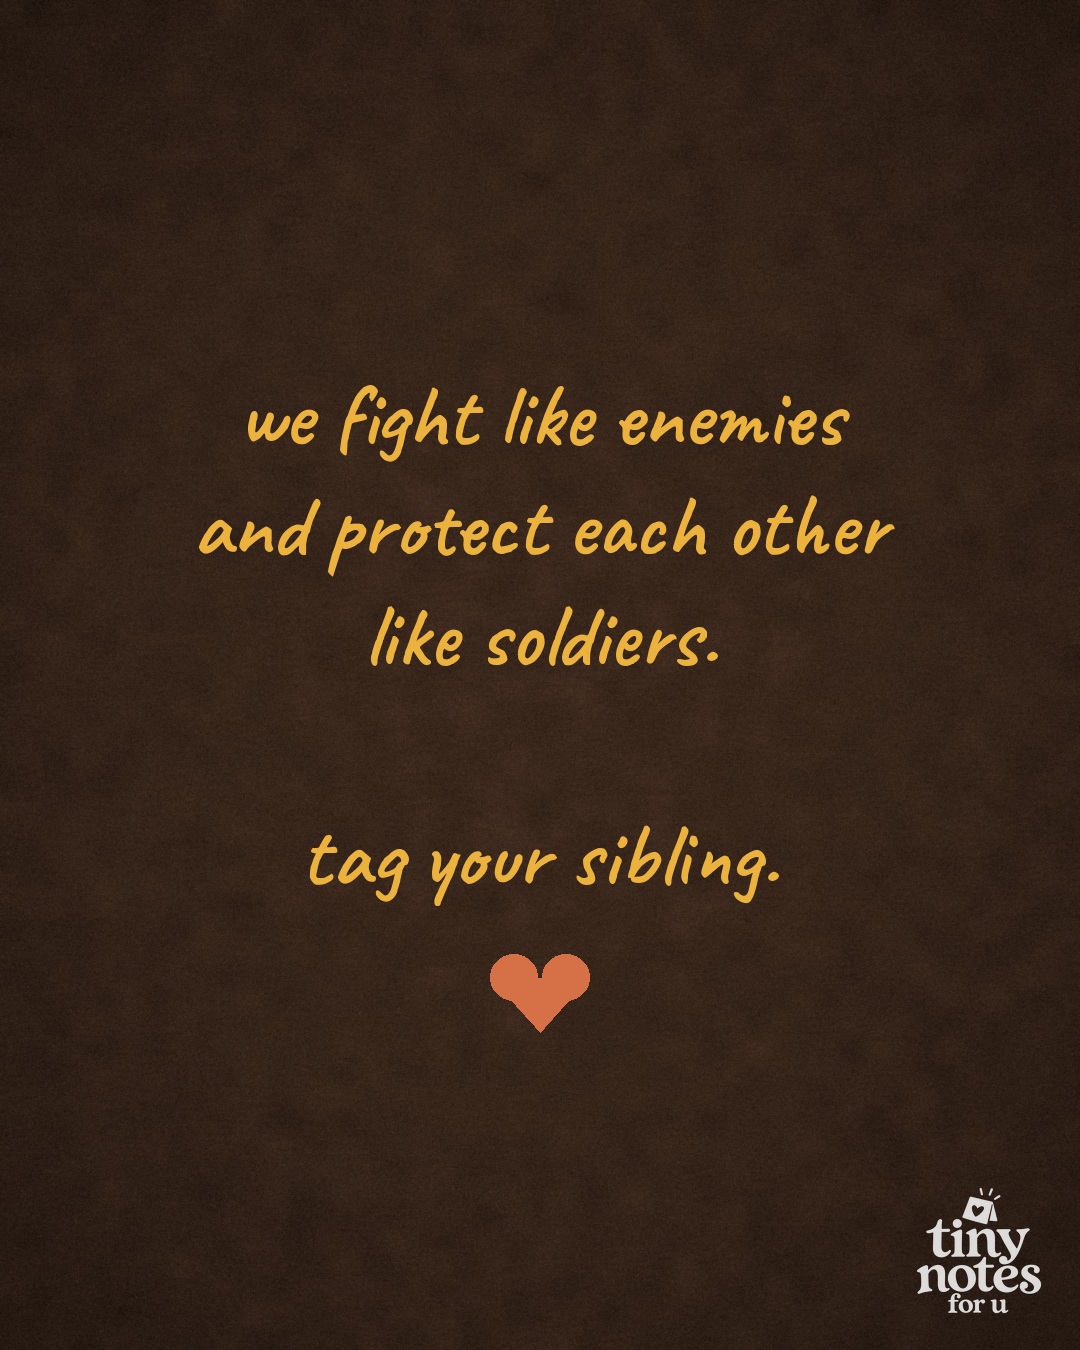 we fight like enemies
and protect each other
like soldiers.
tag your sibling.
tiny
notes
for u